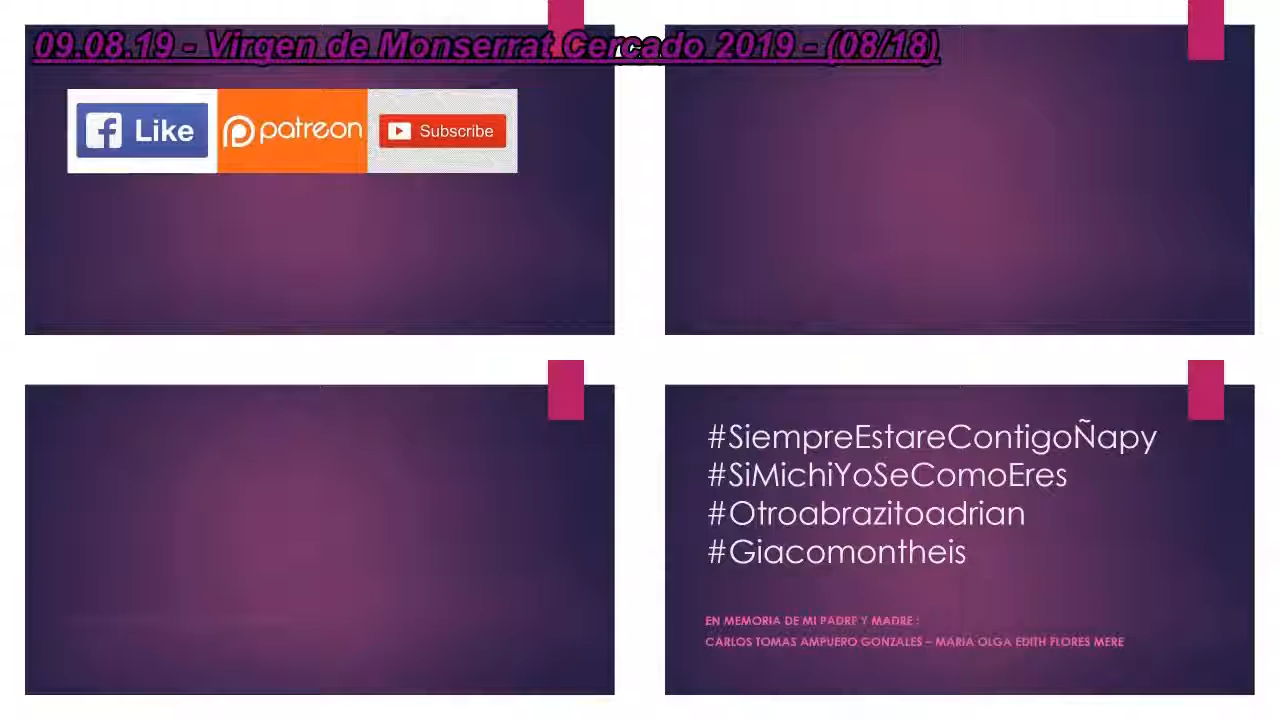 09.08.19 - Virgen de Monserrat Cercado 2019 - (08/18)
Like
patreon
Subscribe
#SiempreEstareContigoÑapy
#SiMichiYoSeComoEres
#Otroabrazitoadrian
#Giacomontheis
EN MEMORIA DE MI PADRE Y MADRE :
CARLOS TOMAS AMPUERO GONZALES – MARIA OLGA EDITH FLORES MERE